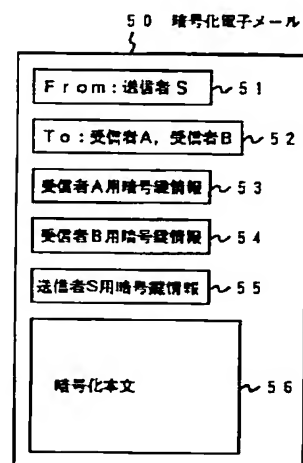 50 暗号化電子メール
From:送信者S 51
To:受信者A,受信者B 52
受信者A用暗号鍵情報 53
受信者B用暗号鍵情報 54
送信者S用暗号鍵情報 55
暗号化本文 56